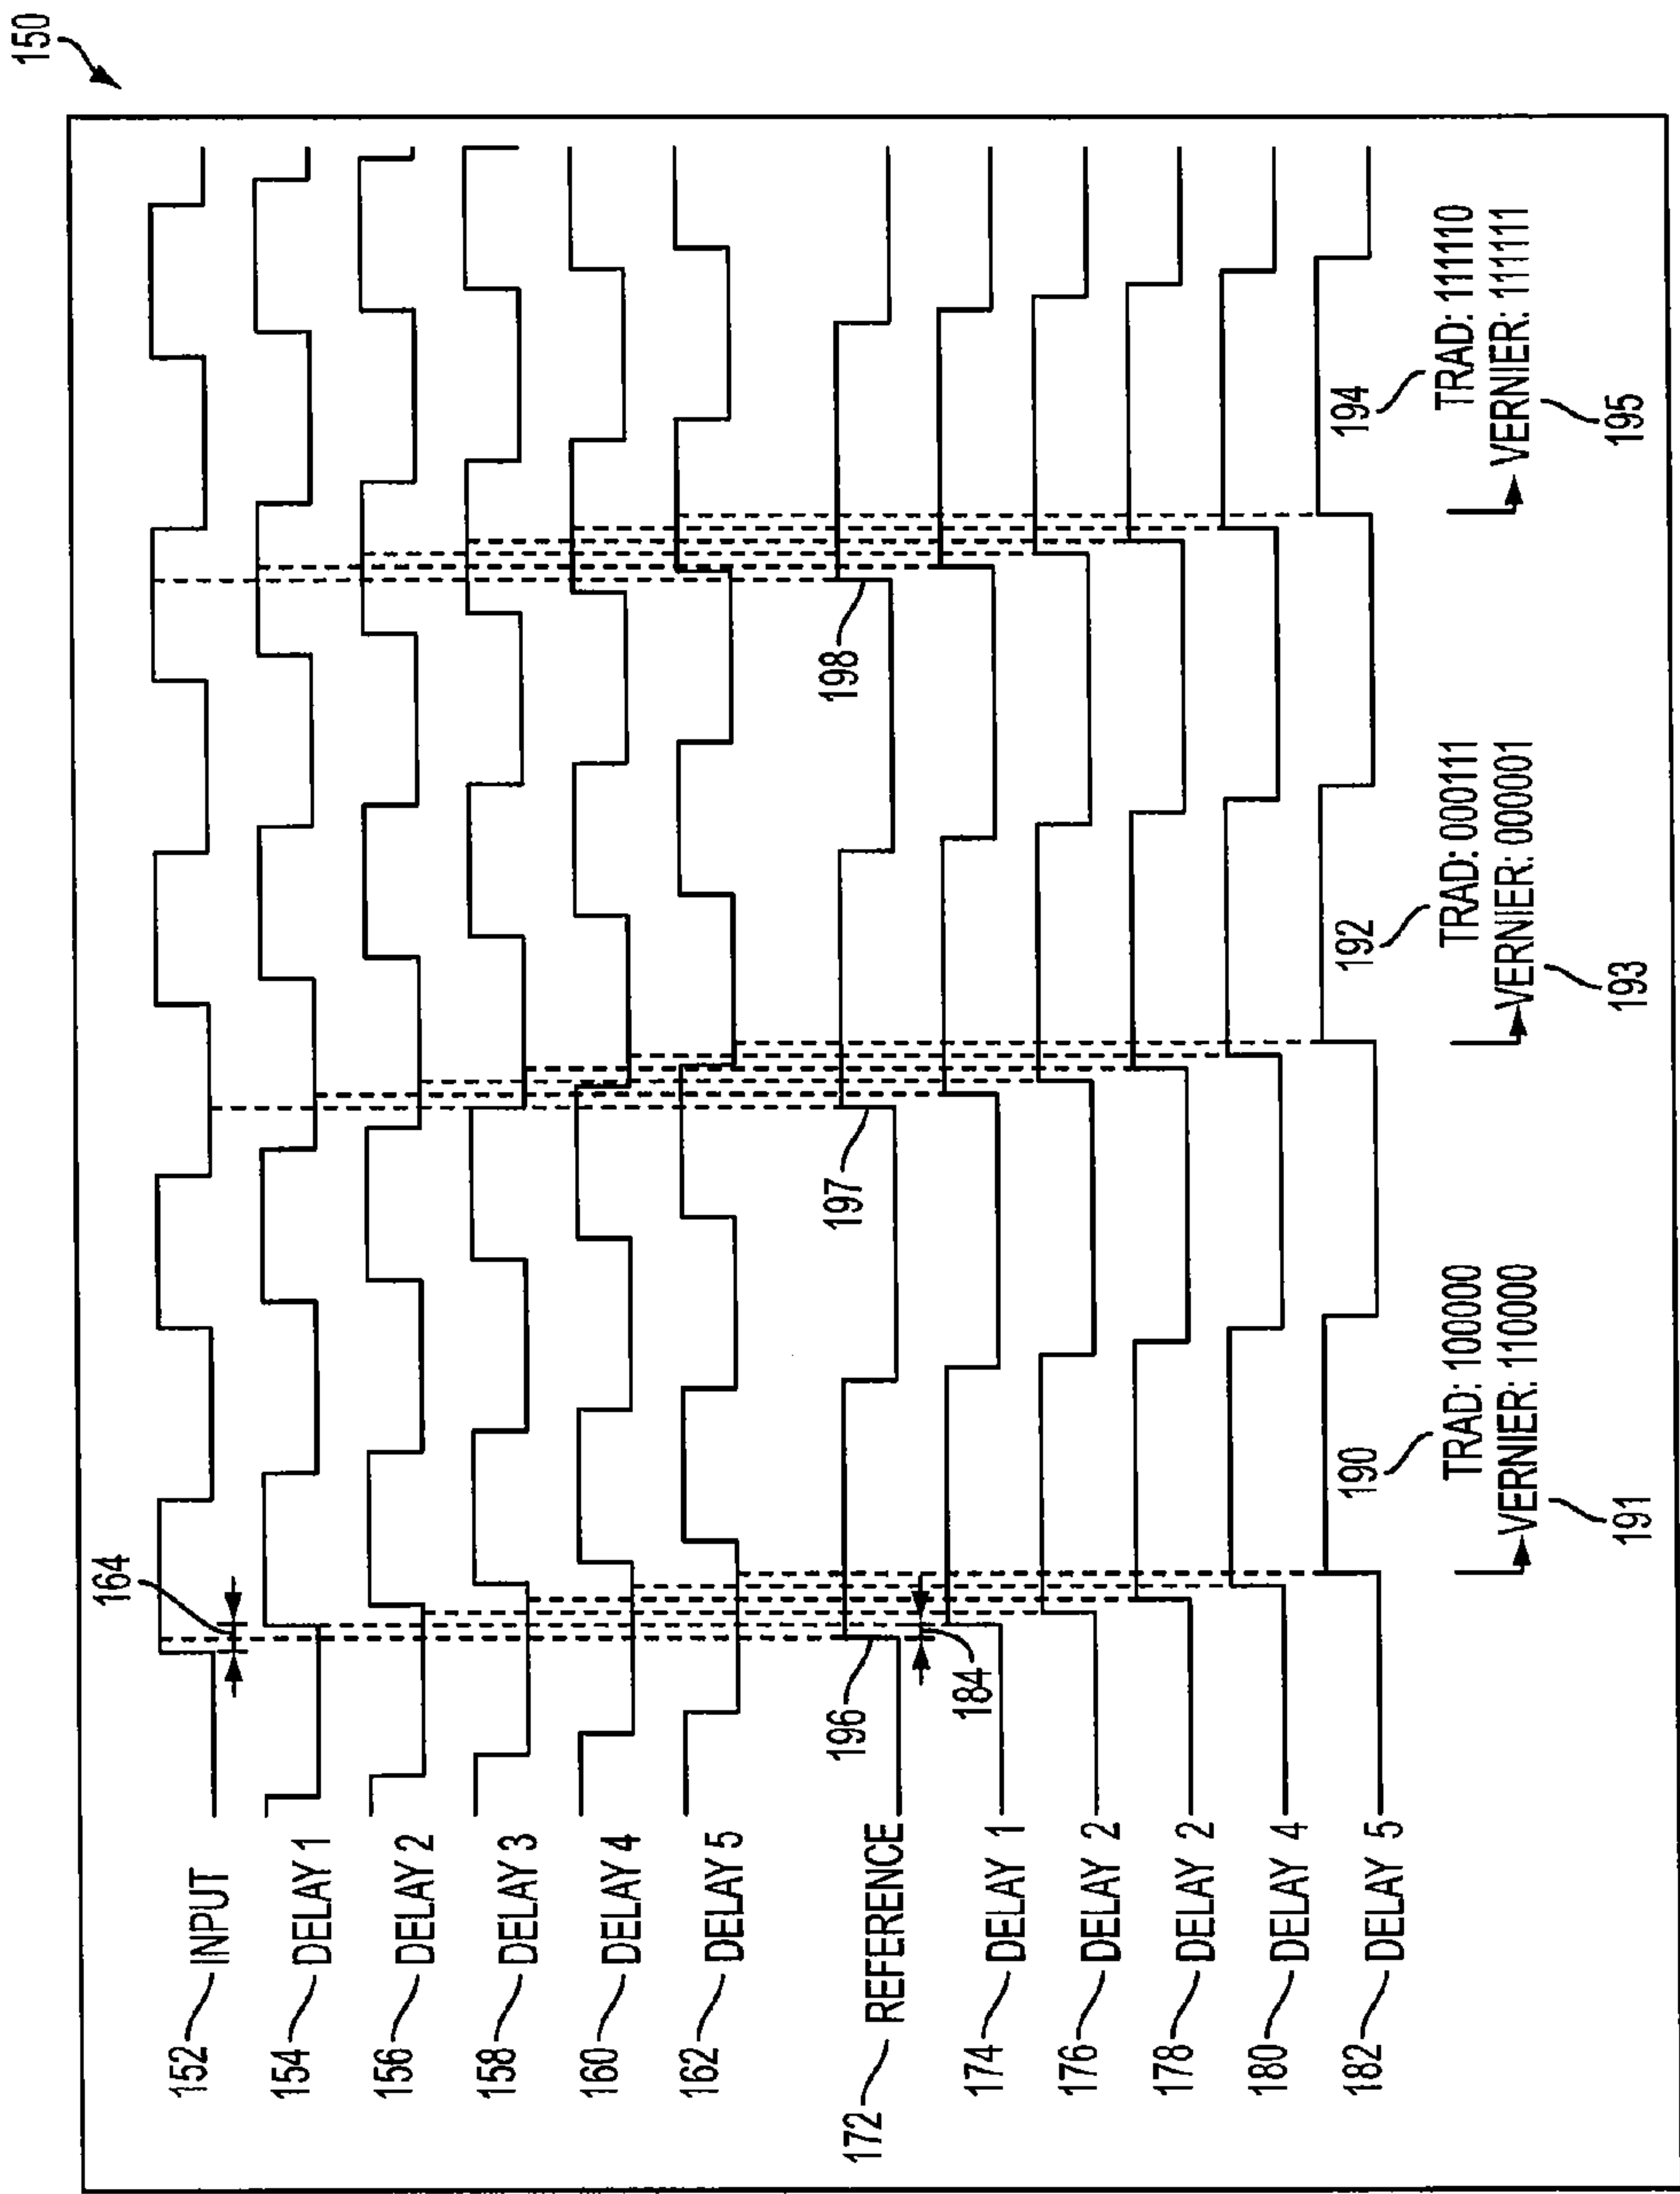 150
152 INPUT
164
154 DELAY 1
156 DELAY 2
158 DELAY 3
160 DELAY 4
162 DELAY 5
172 REFERENCE
196
197
198
184
174 DELAY 1
176 DELAY 2
178 DELAY 2
180 DELAY 4
182 DELAY 5
190
192
194
TRAD: 100000
TRAD: 000111
TRAD: 111110
VERNIER: 110000
VERNIER: 000001
VERNIER: 111111
191
193
195